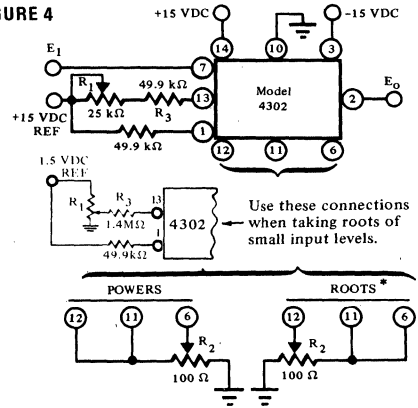 GURE 4
+15 VDC
-15 VDC
14
10
3
E1
7
R1
49.9 kΩ
13
Model
4302
2
Eo
+15 VDC
REF
25 kΩ
R3
1
49.9 kΩ
12
11
6
1.5 VDC
REF
R1
R3
13
1.4MΩ
4302
1
49.9kΩ
Use these connections
when taking roots of
small input levels.
POWERS
ROOTS*
12
11
6
R2
100 Ω
12
11
6
R2
100 Ω